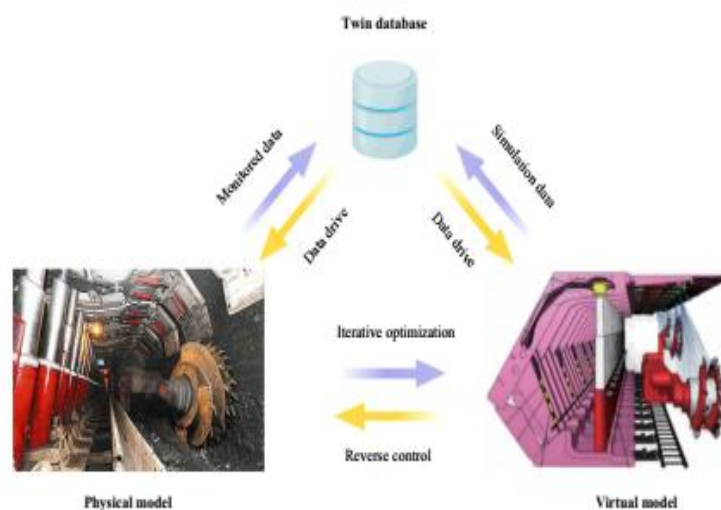 Twin database
Monitored data
Simulation data
Data drive
Data drive
Iterative optimization
Reverse control
Physical model
Virtual model